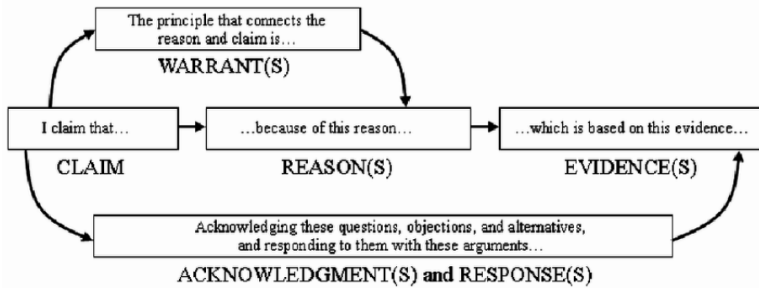 The principle that connects the
reason and claim is...
WARRANT(S)
I claim that...
...because of this reason...
...which is based on this evidence...
CLAIM
REASON(S)
EVIDENCE(S)
Acknowledging these questions, objections, and alternatives,
and responding to them with these arguments...
ACKNOWLEDGMENT(S) and RESPONSE(S)